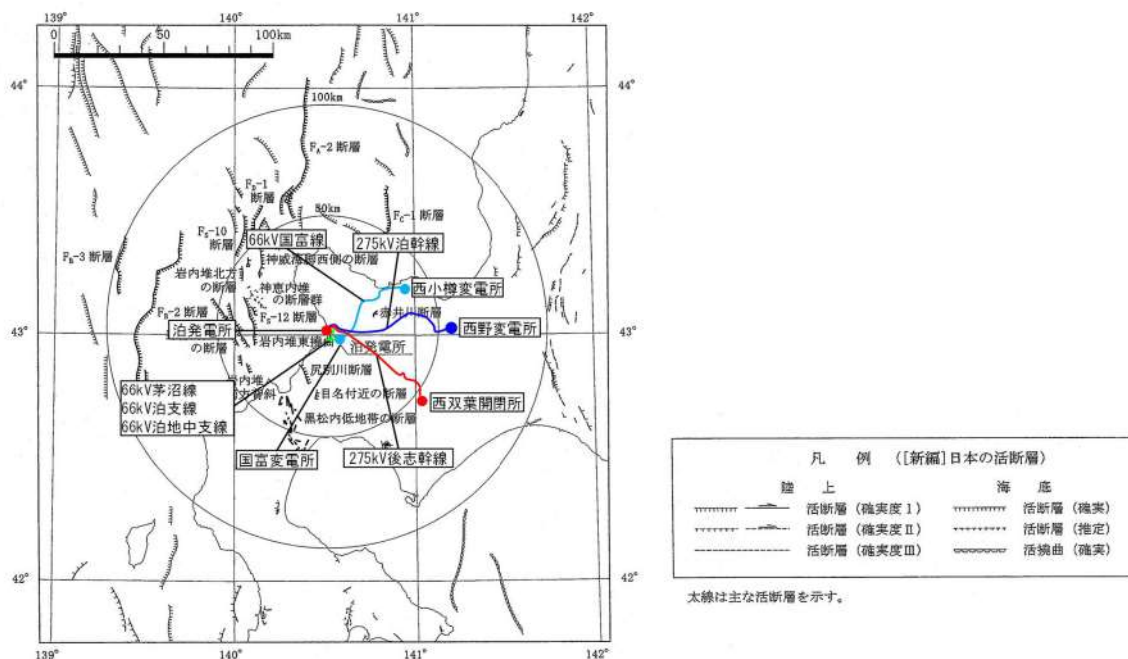 139°
140°
141°
142°
0
50
100km
44°
100km
FA-2 断層
FD-1
断層
50km
FC-1 断層
FS-10
断層
66kV国富線
275kV泊幹線
FB-3 断層
神威海脚西側の断層
岩内堆北方
の断層
神恵内堆
の断層群
西小樽変電所
FB-2 断層
赤井川断層
FS-12 断層
43°
泊発電所
西野変電所
の断層
岩内堆東撓曲
泊発電所
尻別川断層
岩内堆
目名付近の断層
西双葉開閉所
66kV茅沼線
66kV泊支線
66kV泊地中支線
黒松内低地帯の断層
国富変電所
275kV後志幹線
42°
139°
140°
141°
142°
凡 例 ([新編]日本の活断層)
陸 上
海 底
活断層 (確実度Ⅰ)
活断層 (確実)
活断層 (確実度Ⅱ)
活断層 (推定)
活断層 (確実度Ⅲ)
活撓曲 (確実)
太線は主な活断層を示す。